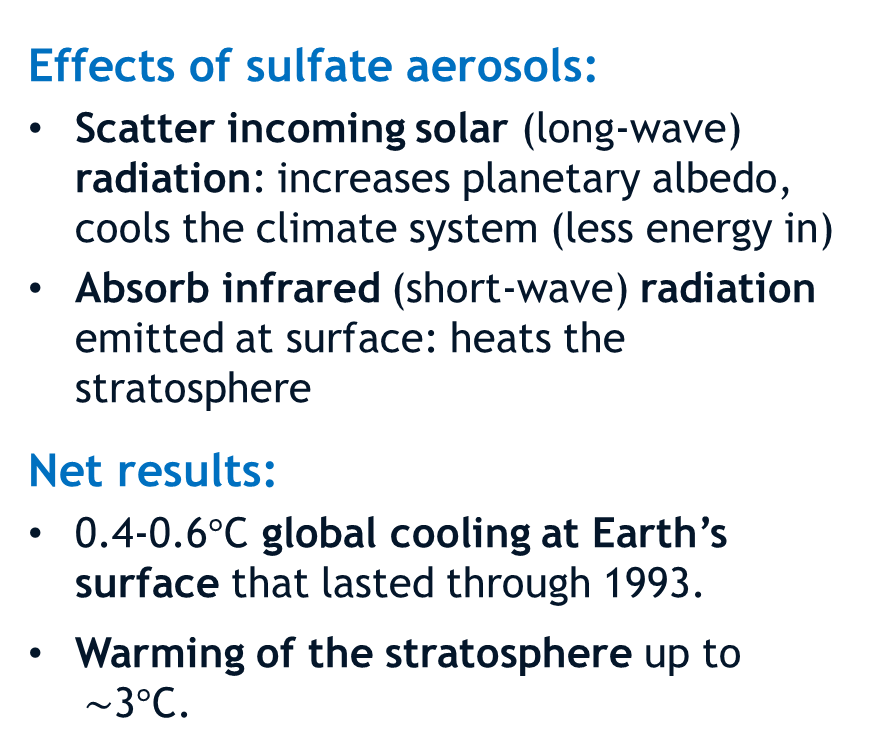 Effects of sulfate aerosols:
• Scatter incoming solar (long-wave)
radiation: increases planetary albedo,
cools the climate system (less energy in)
• Absorb infrared (short-wave) radiation
emitted at surface: heats the
stratosphere
Net results:
• 0.4-0.6°C global cooling at Earth’s
surface that lasted through 1993.
• Warming of the stratosphere up to
~3°C.